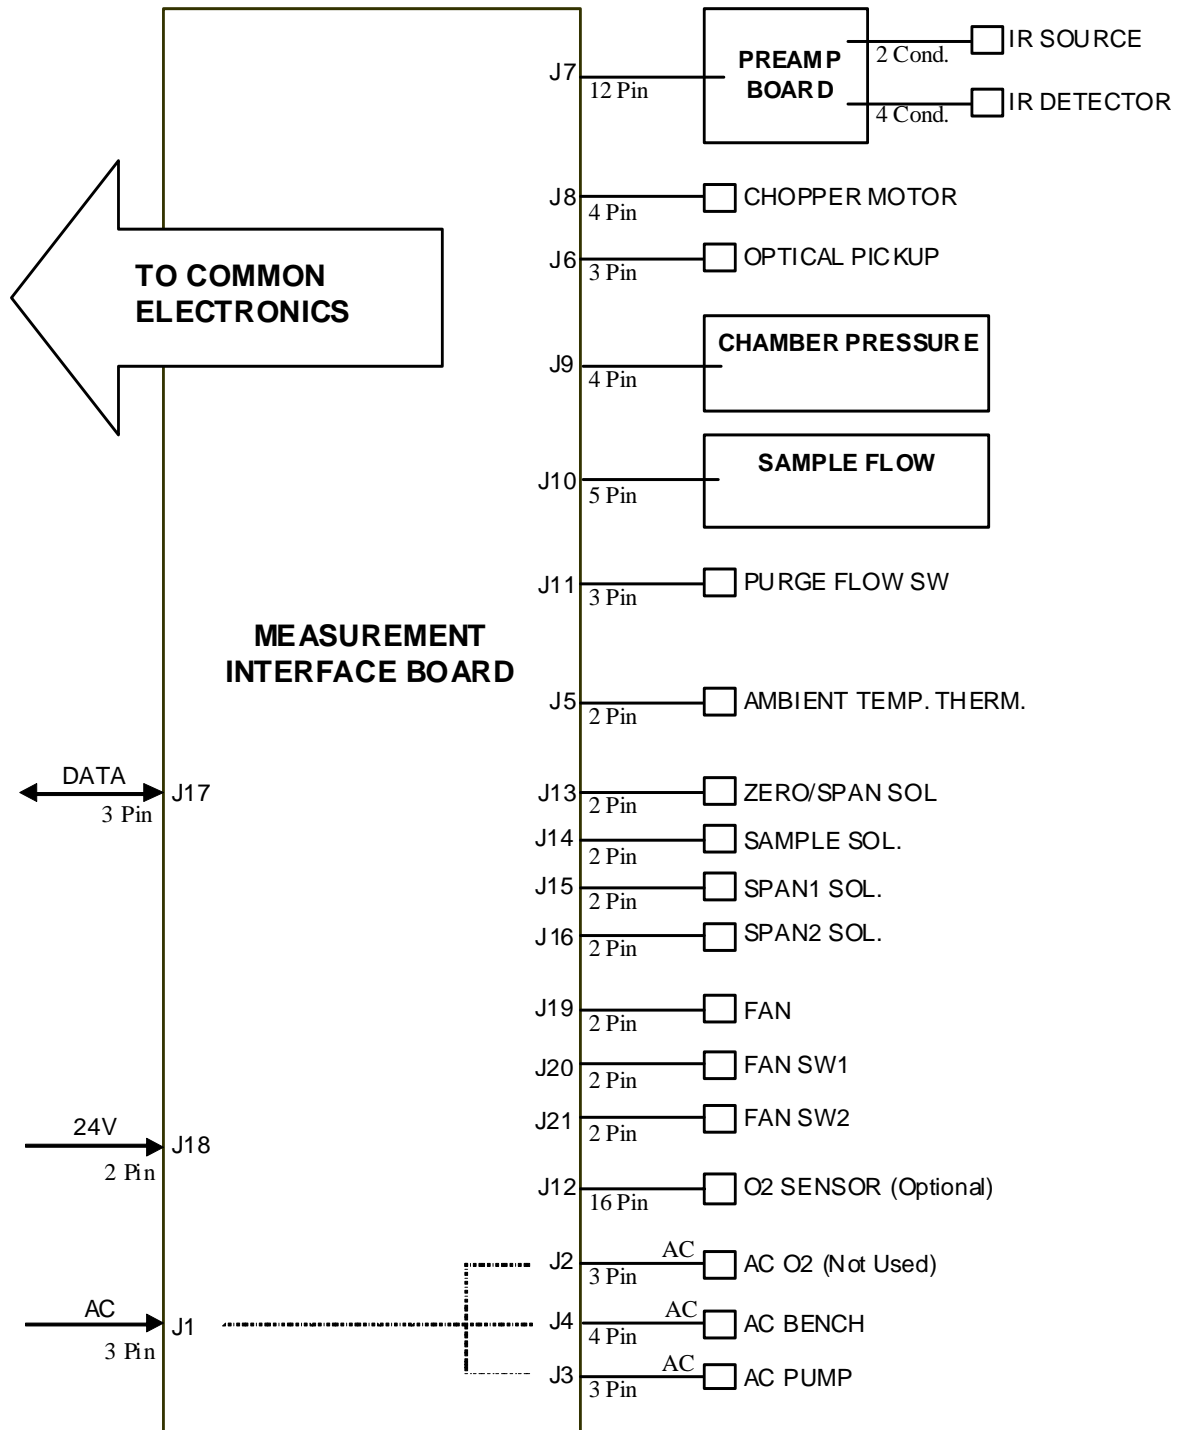 J7
12 Pin
PREAMP
BOARD
2 Cond.
IR SOURCE
4 Cond.
IR DETECTOR
J8
4 Pin
CHOPPER MOTOR
J6
3 Pin
OPTICAL PICKUP
TO COMMON
ELECTRONICS
J9
4 Pin
CHAMBER PRESSURE
J10
5 Pin
SAMPLE FLOW
J11
3 Pin
PURGE FLOW SW
MEASUREMENT
INTERFACE BOARD
J5
2 Pin
AMBIENT TEMP. THERM.
DATA
3 Pin
J17
J13
2 Pin
ZERO/SPAN SOL
J14
2 Pin
SAMPLE SOL.
J15
2 Pin
SPAN1 SOL.
J16
2 Pin
SPAN2 SOL.
J19
2 Pin
FAN
J20
2 Pin
FAN SW1
J21
2 Pin
FAN SW2
24V
2 Pin
J18
J12
16 Pin
O2 SENSOR (Optional)
J2
AC
3 Pin
AC O2 (Not Used)
AC
3 Pin
J1
J4
AC
4 Pin
AC BENCH
J3
AC
3 Pin
AC PUMP